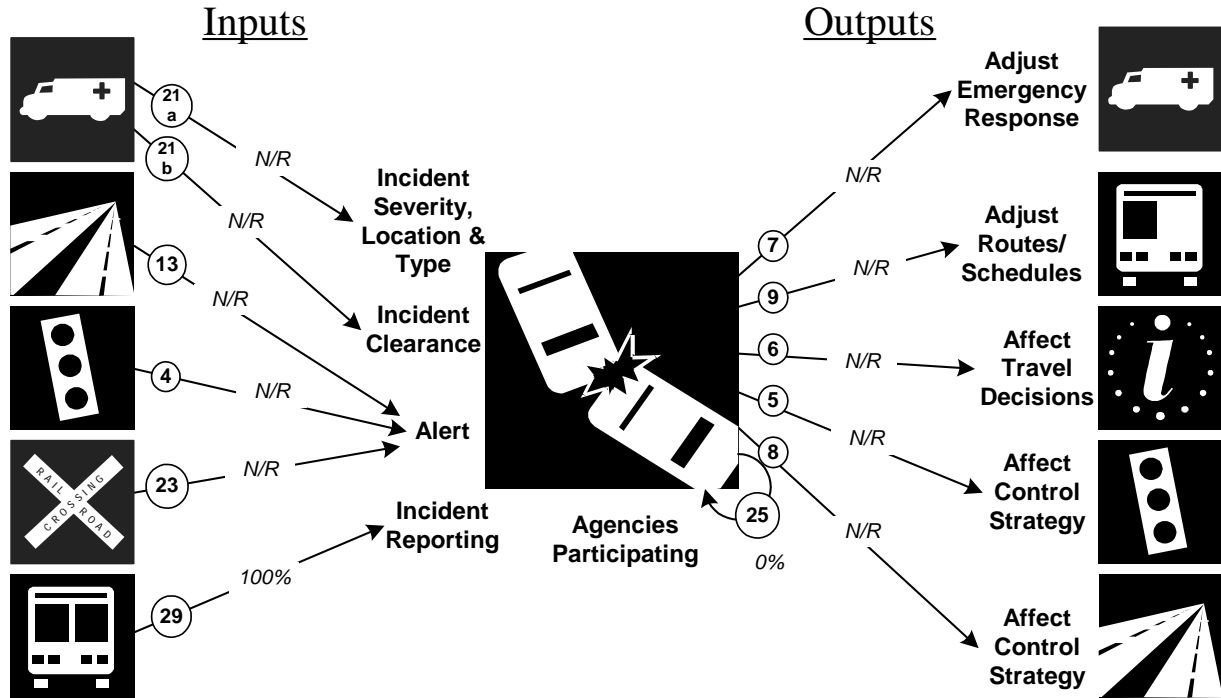 Inputs
Outputs
21
a
21
b
N/R
N/R
13
N/R
4
N/R
23
N/R
RAIL
ROAD
CROSSING
29
100%
Incident
Severity,
Location &
Type
Incident
Clearance
Alert
Incident
Reporting
Agencies
Participating
25
0%
7
N/R
9
N/R
6
N/R
5
N/R
8
N/R
Adjust
Emergency
Response
Adjust
Routes/
Schedules
Affect
Travel
Decisions
i
Affect
Control
Strategy
Affect
Control
Strategy